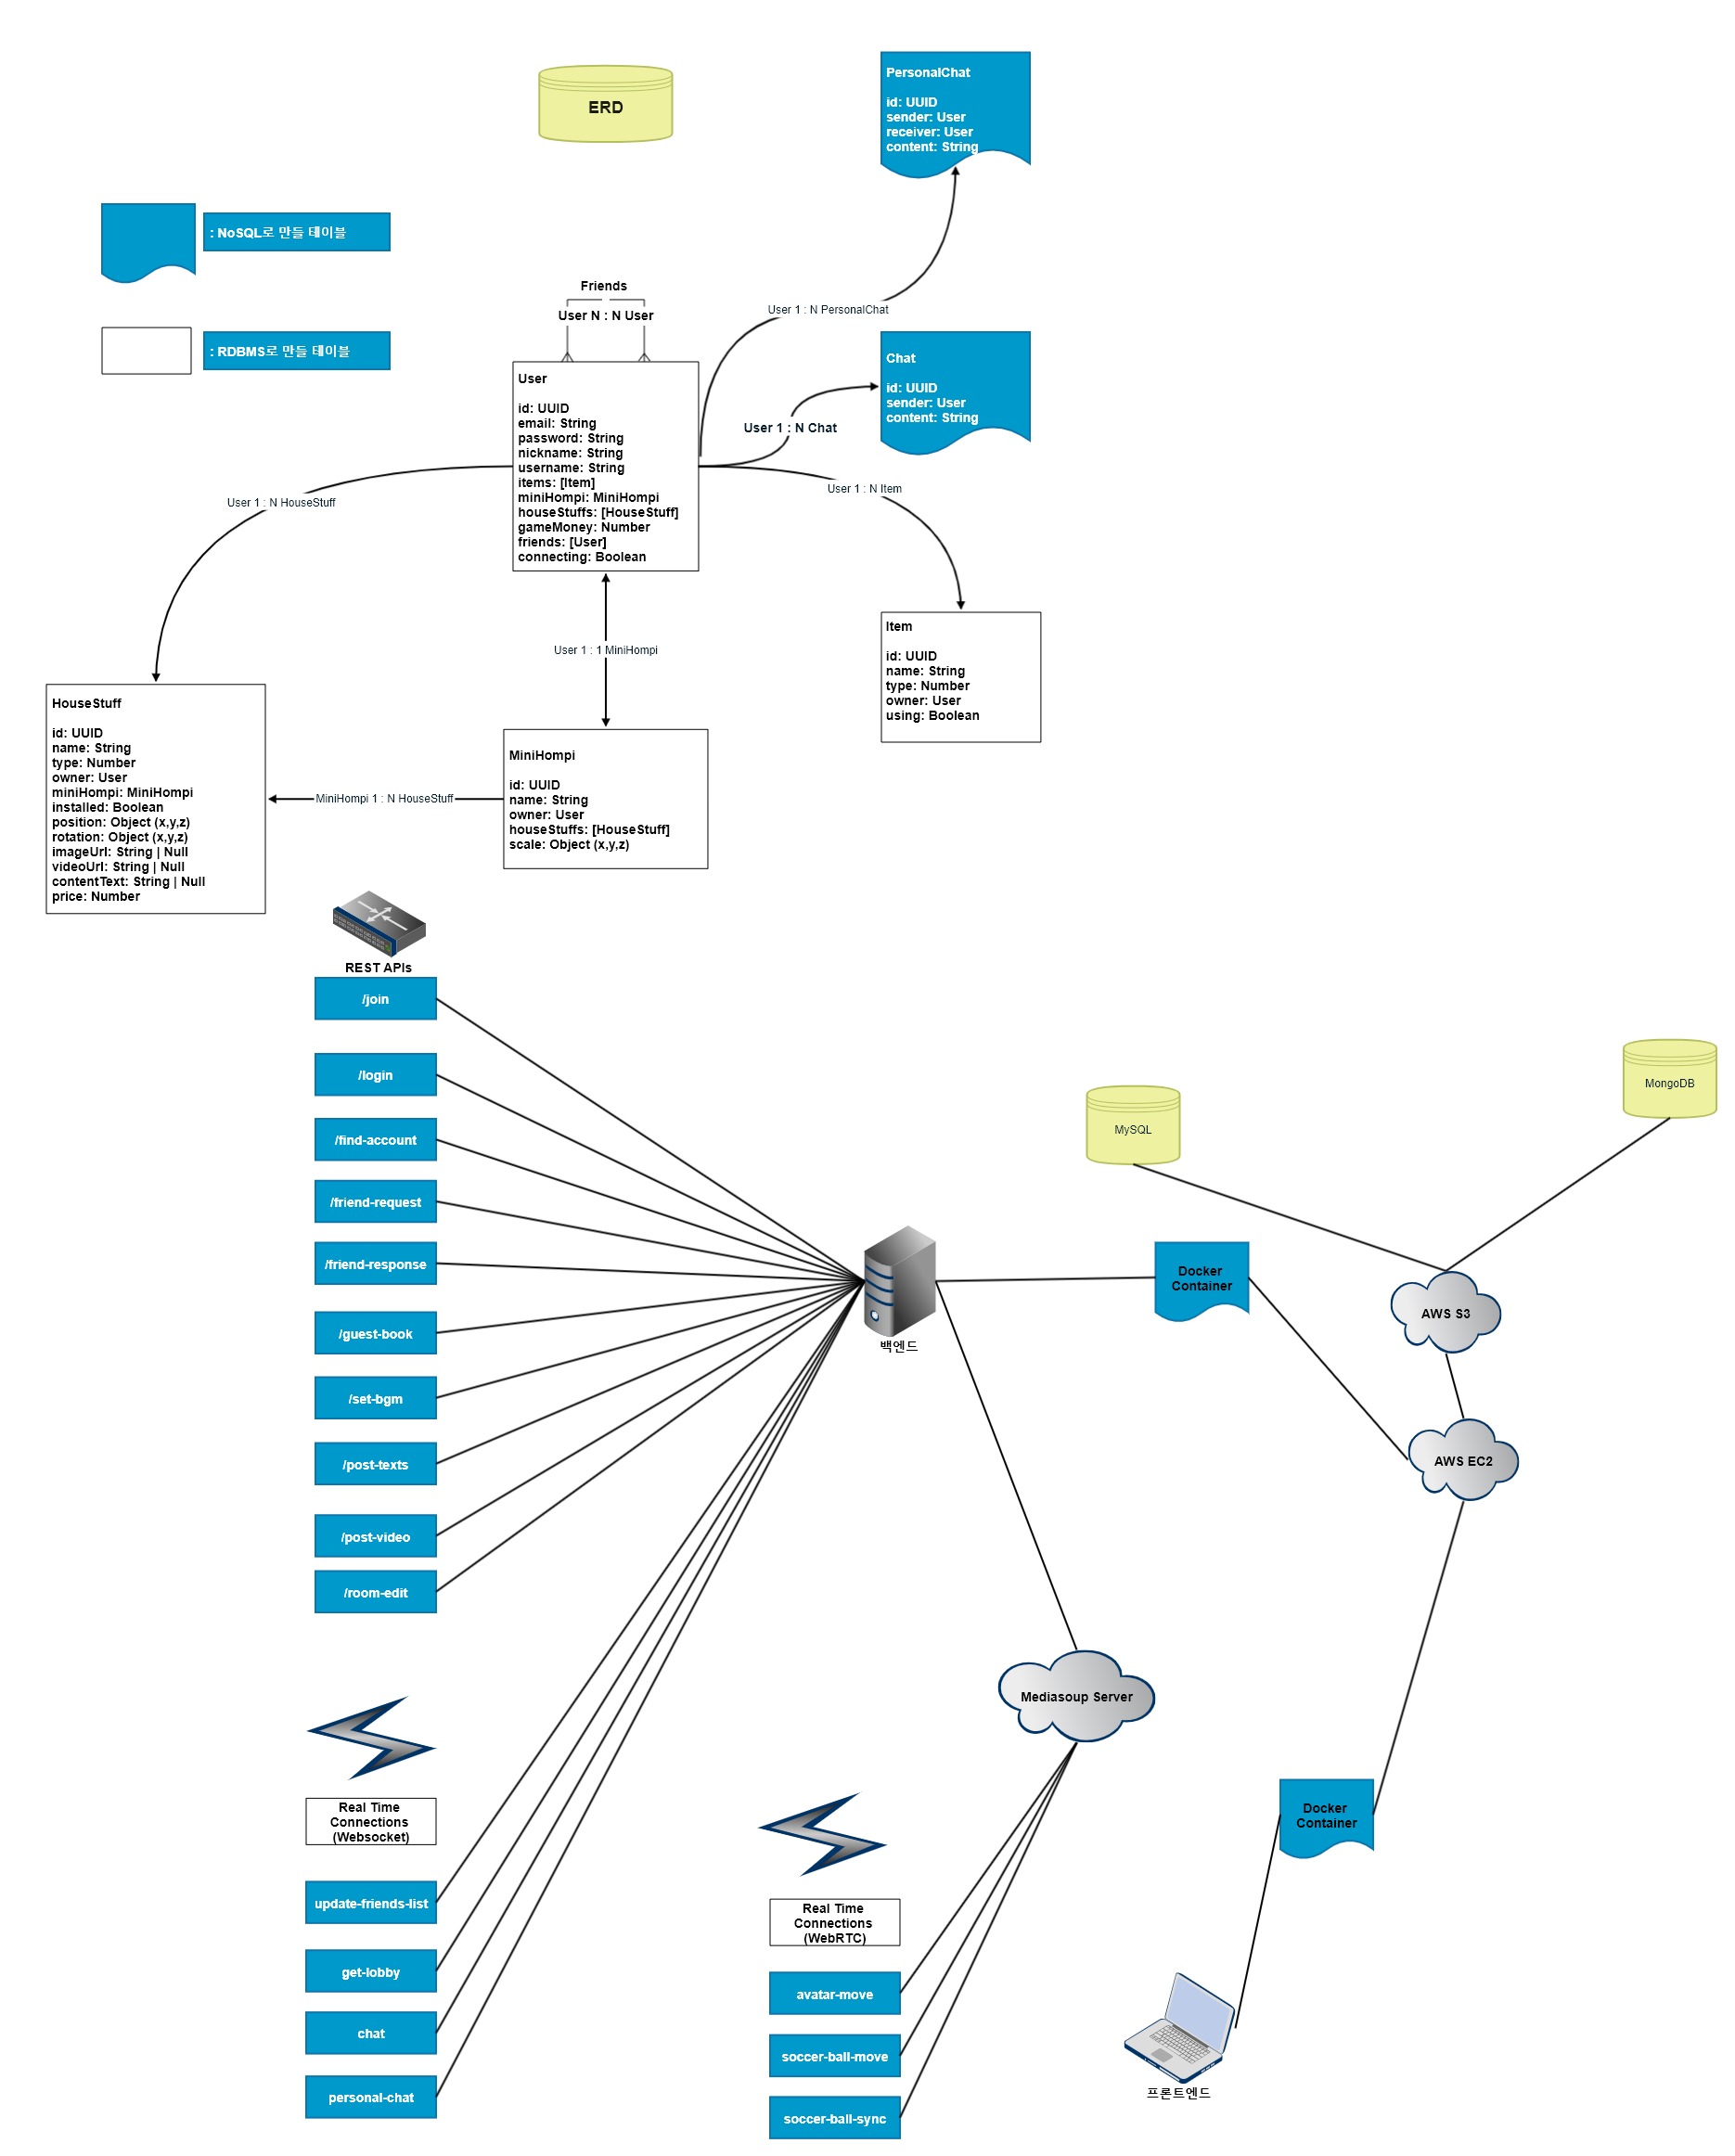 ERD
PersonalChat
id: UUID
sender: User
receiver: User
content: String
: NoSQL로 만들 테이블
: RDBMS로 만들 테이블
Friends
User N : N User
User 1 : N PersonalChat
Chat
id: UUID
sender: User
content: String
User 1 : N Chat
User
id: UUID
email: String
password: String
nickname: String
username: String
items: [Item]
miniHompi: MiniHompi
houseStuffs: [HouseStuff]
gameMoney: Number
friends: [User]
connecting: Boolean
User 1 : N HouseStuff
User 1 : N Item
User 1 : 1 MiniHompi
Item
id: UUID
name: String
type: Number
owner: User
using: Boolean
HouseStuff
id: UUID
name: String
type: Number
owner: User
miniHompi: MiniHompi
installed: Boolean
position: Object (x,y,z)
rotation: Object (x,y,z)
imageUrl: String | Null
videoUrl: String | Null
contentText: String | Null
price: Number
MiniHompi 1 : N HouseStuff
MiniHompi
id: UUID
name: String
owner: User
houseStuffs: [HouseStuff]
scale: Object (x,y,z)
REST APIs
/join
/login
/find-account
/friend-request
/friend-response
/guest-book
/set-bgm
/post-texts
/post-video
/room-edit
백엔드
MySQL
MongoDB
Docker
Container
AWS S3
AWS EC2
Mediasoup Server
Real Time
Connections
(Websocket)
update-friends-list
get-lobby
chat
personal-chat
Real Time
Connections
(WebRTC)
avatar-move
soccer-ball-move
soccer-ball-sync
Docker
Container
프론트엔드